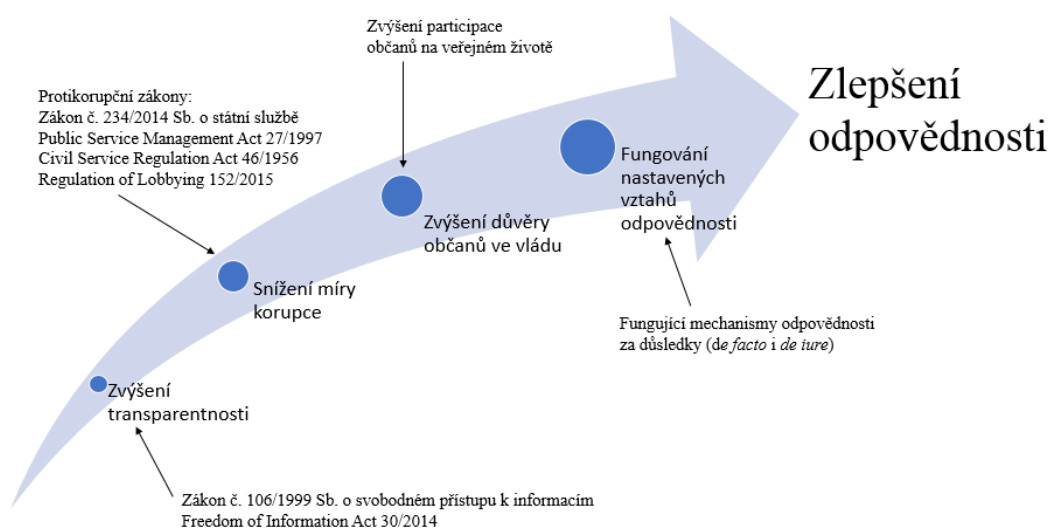 Zvýšení participace
občanů na veřejném životě
Zlepšení
odpovědnosti
Protikorupční zákony:
Zákon č. 234/2014 Sb. o státní službě
Public Service Management Act 27/1997
Civil Service Regulation Act 46/1956
Regulation of Lobbying 152/2015
Fungování
nastavených
vztahů
odpovědnosti
Zvýšení důvěry
občanů ve vládu
Snížení míry
korupce
Fungující mechanismy odpovědnosti
za důsledky (de facto i de iure)
Zvýšení
transparentnosti
Zákon č. 106/1999 Sb. o svobodném přístupu k informacím
Freedom of Information Act 30/2014